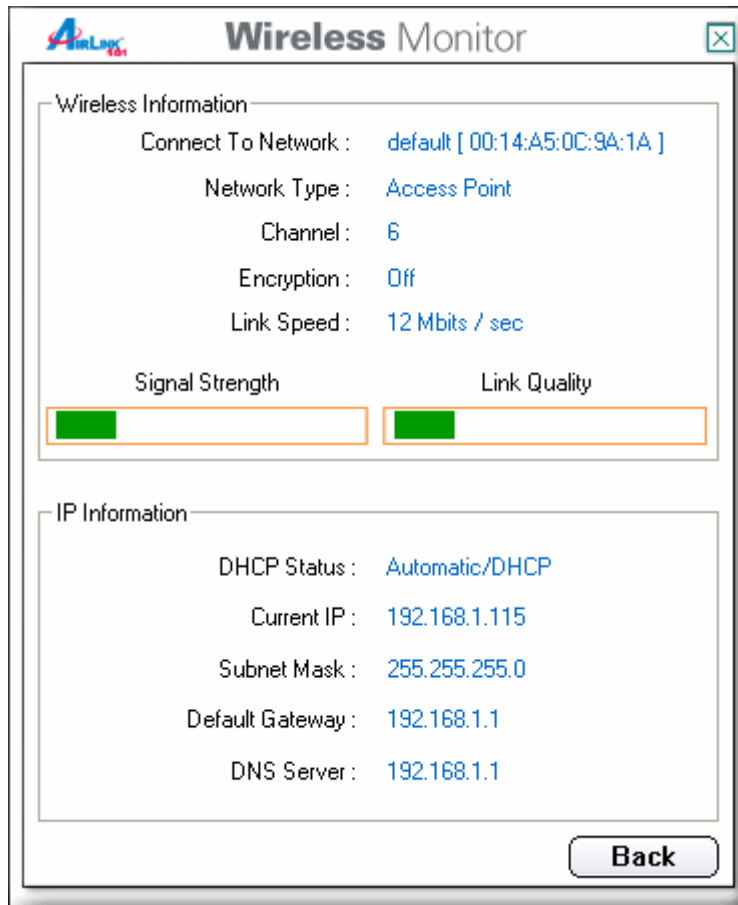 AIRLINK 101
Wireless Monitor
Wireless Information
Connect To Network : default [ 00:14:A5:0C:9A:1A ]
Network Type : Access Point
Channel : 6
Encryption : Off
Link Speed : 12 Mbits / sec
Signal Strength Link Quality
IP Information
DHCP Status : Automatic/DHCP
Current IP : 192.168.1.115
Subnet Mask : 255.255.255.0
Default Gateway : 192.168.1.1
DNS Server : 192.168.1.1
Back